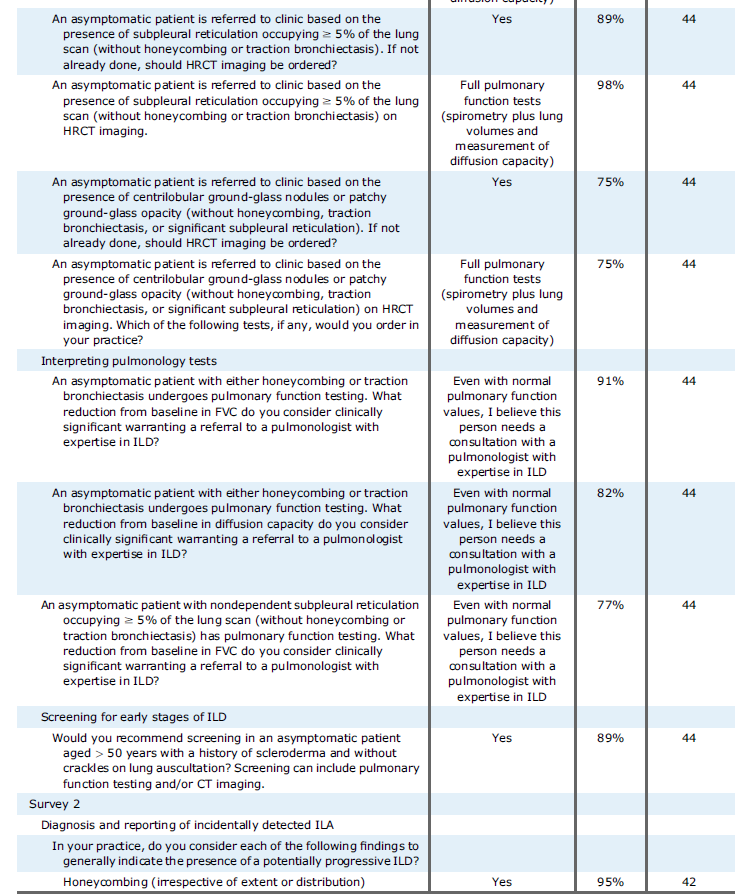 diffusion capacity)
An asymptomatic patient is referred to clinic based on the Yes 89% 44
presence of subpleural reticulation occupying ≥ 5% of the lung
scan (without honeycombing or traction bronchiectasis). If not
already done, should HRCT imaging be ordered?
An asymptomatic patient is referred to clinic based on the Full pulmonary 98% 44
presence of subpleural reticulation occupying ≥ 5% of the lung function tests
scan (without honeycombing or traction bronchiectasis) on (spirometry plus lung
HRCT imaging. volumes and
measurement of
diffusion capacity)
An asymptomatic patient is referred to clinic based on the Yes 75% 44
presence of centrilobular ground-glass nodules or patchy
ground-glass opacity (without honeycombing, traction
bronchiectasis, or significant subpleural reticulation). If not
already done, should HRCT imaging be ordered?
An asymptomatic patient is referred to clinic based on the Full pulmonary 75% 44
presence of centrilobular ground-glass nodules or patchy function tests
ground-glass opacity (without honeycombing, traction (spirometry plus lung
bronchiectasis, or significant subpleural reticulation) on HRCT volumes and
imaging. Which of the following tests, if any, would you order in measurement of
your practice? diffusion capacity)
Interpreting pulmonology tests
An asymptomatic patient with either honeycombing or traction Even with normal 91% 44
bronchiectasis undergoes pulmonary function testing. What pulmonary function
reduction from baseline in FVC do you consider clinically values, I believe this
significant warranting a referral to a pulmonologist with person needs a
expertise in ILD? consultation with a
pulmonologist with
expertise in ILD
An asymptomatic patient with either honeycombing or traction Even with normal 82% 44
bronchiectasis undergoes pulmonary function testing. What pulmonary function
reduction from baseline in diffusion capacity do you consider values, I believe this
clinically significant warranting a referral to a pulmonologist person needs a
with expertise in ILD? consultation with a
pulmonologist with
expertise in ILD
An asymptomatic patient with nondependent subpleural reticulation Even with normal 77% 44
occupying ≥ 5% of the lung scan (without honeycombing or pulmonary function
traction bronchiectasis) has pulmonary function testing. What values, I believe this
reduction from baseline in FVC do you consider clinically person needs a
significant warranting a referral to a pulmonologist with consultation with a
expertise in ILD? pulmonologist with
expertise in ILD
Screening for early stages of ILD
Would you recommend screening in an asymptomatic patient Yes 89% 44
aged > 50 years with a history of scleroderma and without
crackles on lung auscultation? Screening can include pulmonary
function testing and/or CT imaging.
Survey 2
Diagnosis and reporting of incidentally detected ILA
In your practice, do you consider each of the following findings to
generally indicate the presence of a potentially progressive ILD?
Honeycombing (irrespective of extent or distribution) Yes 95% 42